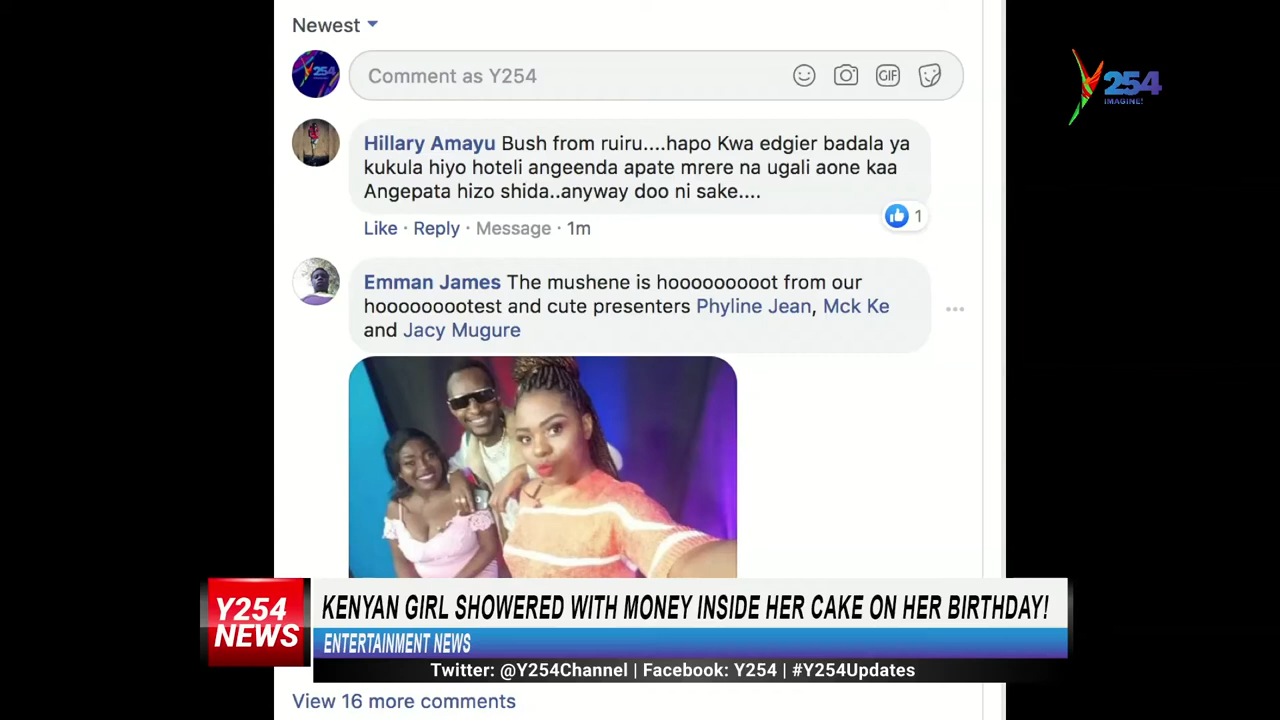 Newest
Comment as Y254
GIF
254
254
IMAGINE!
Hillary Amayu Bush from ruiru....hapo Kwa edgier badala ya
kukula hiyo hoteli angeenda apate mrere na ugali aone kaa
Angepata hizo shida..anyway doo ni sake....
1
Like · Reply · Message · 1m
Emman James The mushene is hooooooooot from our
hoooooooootest and cute presenters Phyline Jean, Mck Ke
and Jacy Mugure
Y254
NEWS
KENYAN GIRL SHOWERED WITH MONEY INSIDE HER CAKE ON HER BIRTHDAY!
ENTERTAINMENT NEWS
Twitter: @Y254Channel | Facebook: Y254 | #Y254Updates
View 16 more comments